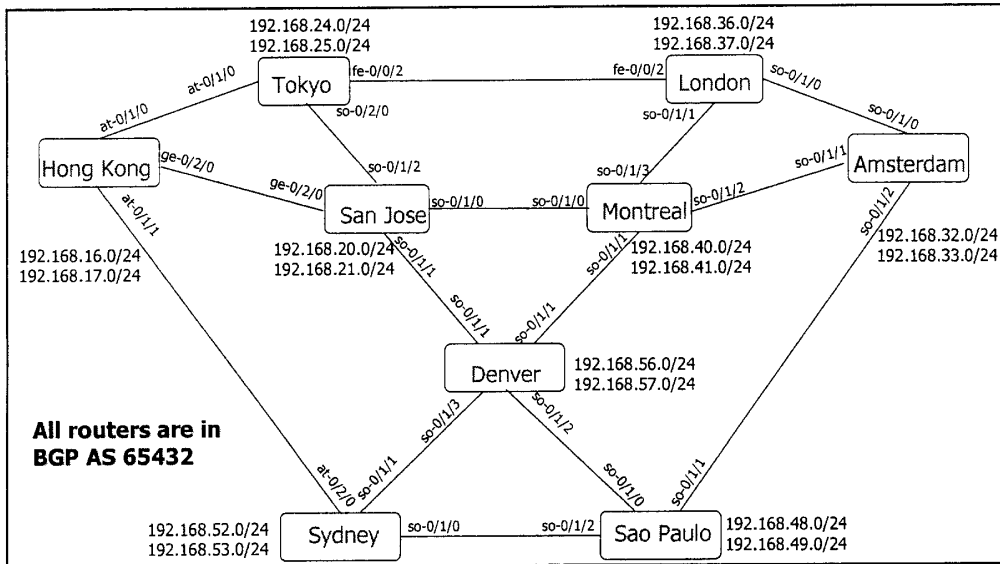 192.168.24.0/24
192.168.25.0/24
192.168.36.0/24
192.168.37.0/24
at-0/1/0
Tokyo
fe-0/0/2
fe-0/0/2
London
so-0/1/0
so-0/2/0
so-0/1/1
so-0/1/0
at-0/1/0
Hong Kong
ge-0/2/0
so-0/1/1
Amsterdam
ge-0/2/0
so-0/1/2
so-0/1/3
so-0/1/2
at-0/1/1
San Jose
so-0/1/0
so-0/1/0
Montreal
so-0/1/2
192.168.16.0/24
192.168.17.0/24
192.168.20.0/24
192.168.21.0/24
so-0/1/1
so-0/1/1
192.168.40.0/24
192.168.41.0/24
192.168.32.0/24
192.168.33.0/24
so-0/1/1
so-0/1/1
Denver
192.168.56.0/24
192.168.57.0/24
so-0/1/3
so-0/1/2
All routers are in
BGP AS 65432
at-0/2/0
so-0/1/1
so-0/1/0
so-0/1/1
192.168.52.0/24
192.168.53.0/24
Sydney
so-0/1/0
so-0/1/2
Sao Paulo
192.168.48.0/24
192.168.49.0/24